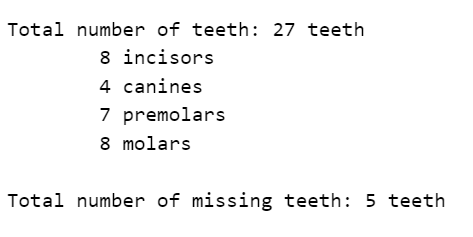 Total number of teeth: 27 teeth
8 incisors
4 canines
7 premolars
8 molars
Total number of missing teeth: 5 teeth